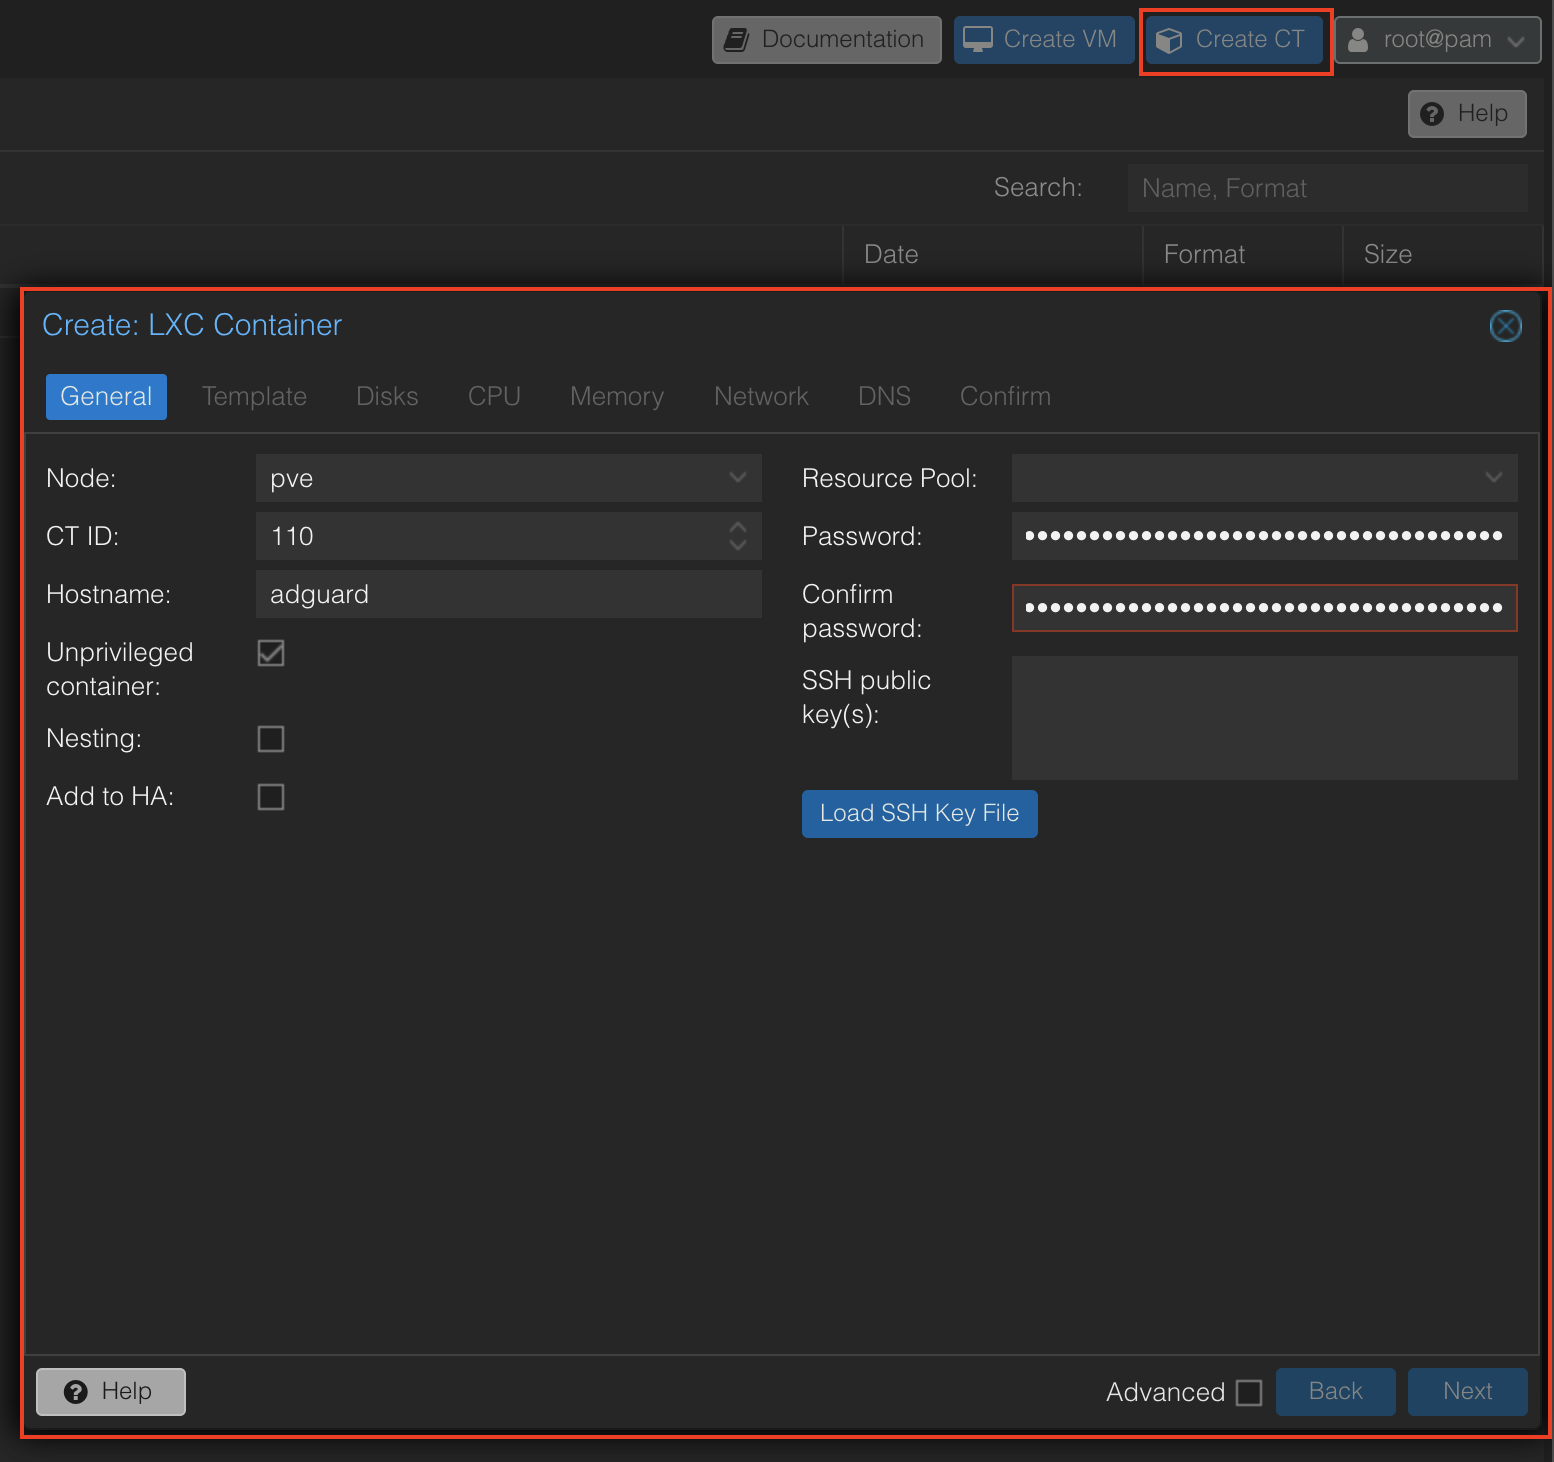 Documentation Create VM Create CT root@pam
Help
Search: Name, Format
Date Format Size
Create: LXC Container
General Template Disks CPU Memory Network DNS Confirm
Node: pve
CT ID: 110
Hostname: adguard
Unprivileged
container:
Nesting:
Add to HA:
Resource Pool:
Password: ••••••••••••••••••••••••••••••••••••••••
Confirm
password: ••••••••••••••••••••••••••••••••••••••••
SSH public
key(s):
Load SSH Key File
Help Advanced Back Next